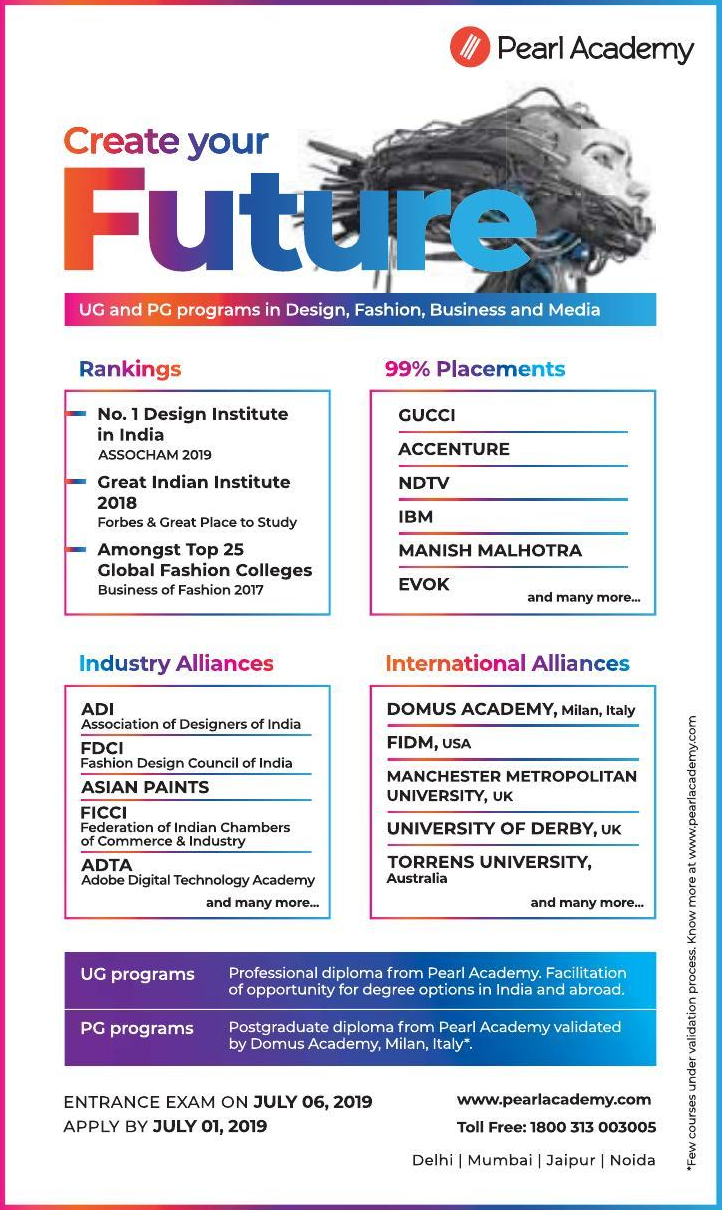 Pearl Academy
Create your
Future
UG and PG programs in Design, Fashion, Business and Media
Rankings
No. 1 Design Institute
in India
ASSOCHAM 2019
Great Indian Institute
2018
Forbes & Great Place to Study
Amongst Top 25
Global Fashion Colleges
Business of Fashion 2017
99% Placements
GUCCI
ACCENTURE
NDTV
IBM
MANISH MALHOTRA
EVOK
and many more...
Industry Alliances
ADI
Association of Designers of India
FDCI
Fashion Design Council of India
ASIAN PAINTS
FICCI
Federation of Indian Chambers
of Commerce & Industry
ADTA
Adobe Digital Technology Academy
and many more...
International Alliances
DOMUS ACADEMY, Milan, Italy
FIDM, USA
MANCHESTER METROPOLITAN
UNIVERSITY, UK
UNIVERSITY OF DERBY, UK
TORRENS UNIVERSITY,
Australia
and many more...
UG programs
Professional diploma from Pearl Academy. Facilitation
of opportunity for degree options in India and abroad.
PG programs
Postgraduate diploma from Pearl Academy validated
by Domus Academy, Milan, Italy*.
ENTRANCE EXAM ON JULY 06, 2019
APPLY BY JULY 01, 2019
www.pearlacademy.com
Toll Free: 1800 313 003005
Delhi | Mumbai | Jaipur | Noida
*Few courses under validation process. Know more at www.pearlacademy.com